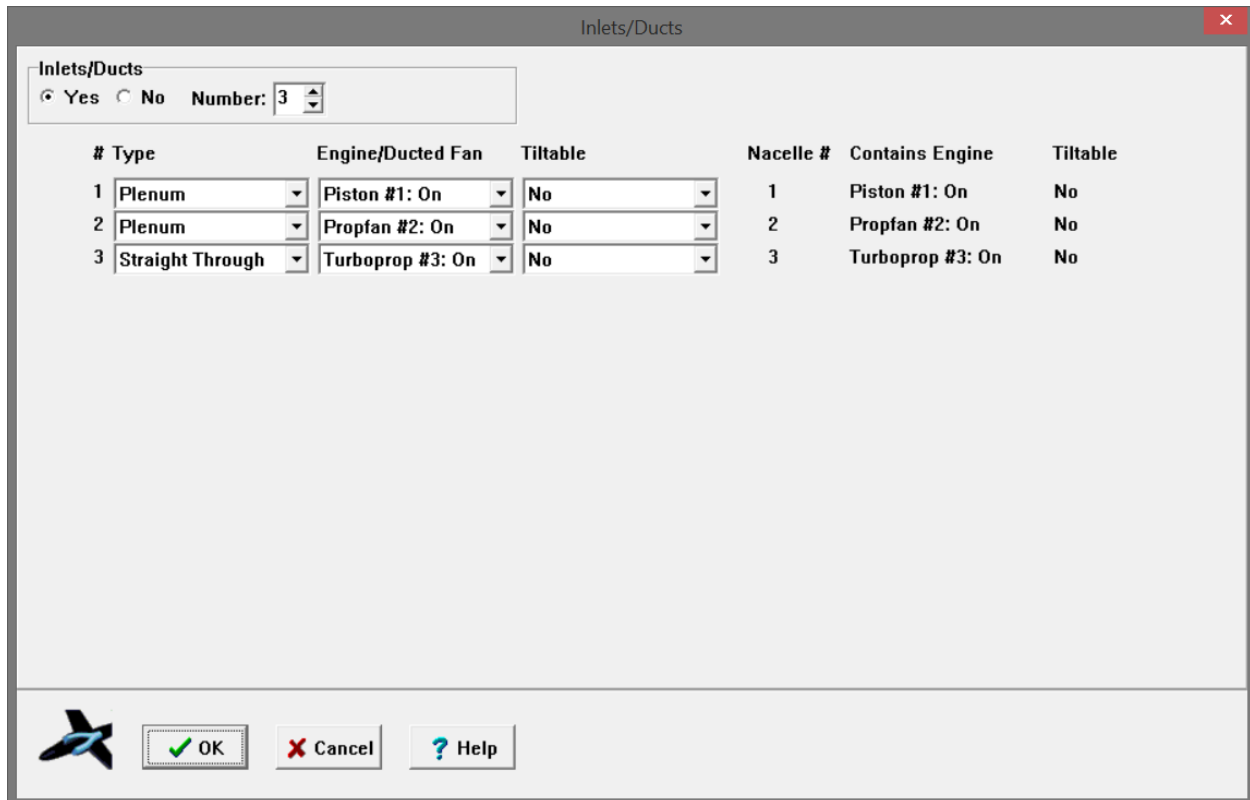 Inlets/Ducts
Inlets/Ducts
Yes No Number: 3
# Type Engine/Ducted Fan Tiltable Nacelle # Contains Engine Tiltable
1 Plenum Piston #1: On No 1 Piston #1: On No
2 Plenum Propfan #2: On No 2 Propfan #2: On No
3 Straight Through Turboprop #3: On No 3 Turboprop #3: On No
OK Cancel ? Help